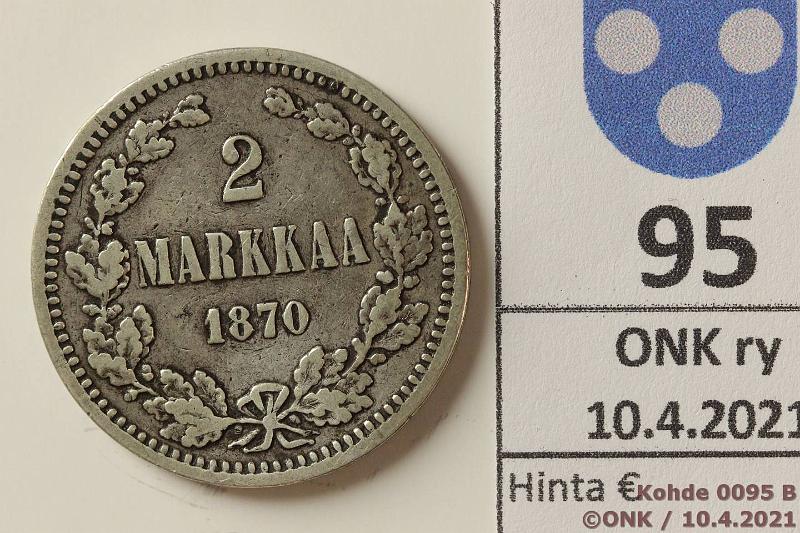 2
MARKKAA
1870
95
ONK ry
10.4.2021
Hinta €
Kohde 0095 B
©ONK / 10.4.2021